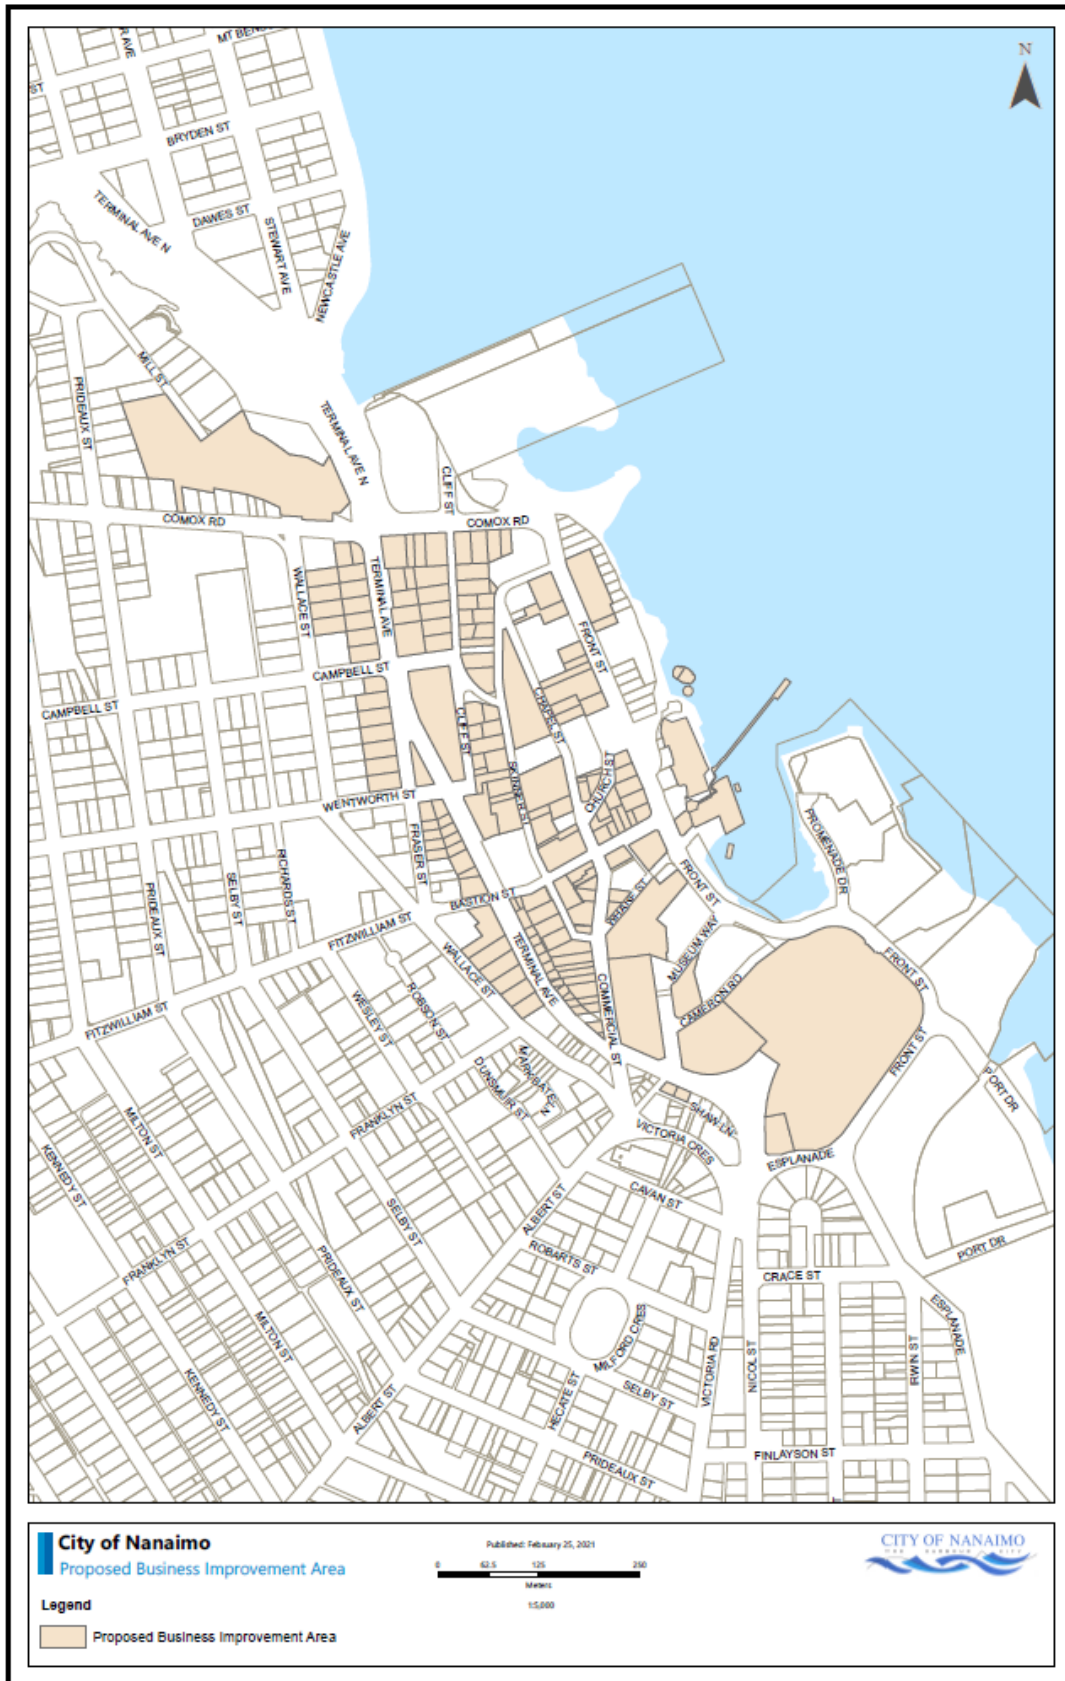 MT BENS
R AVE
ST
BRYDEN ST
TERMINAL AVE N
DAWES ST
STEWART AVE
NEWCASTLE AVE
N
MILL ST
PRIDEAUX ST
TERMINAL AVE N
CLIFF ST
COMOX RD
COMOX RD
WALLACE ST
TERMINAL AVE
FRONT ST
CAMPBELL ST
CAMPBELL ST
CLIFF ST
CHAPEL ST
SKINNER ST
CHURCH ST
WENTWORTH ST
PROMENADE DR
FRASER ST
RICHARDS ST
SELBY ST
PRIDEAUX ST
BASTION ST
WHARF ST
FRONT ST
FITZWILLIAM ST
WALLACE ST
TERMINAL AVE
MUSEUM WAY
FRONT ST
FITZWILLIAM ST
WESLEY ST
ROBSON ST
COMMERCIAL ST
CAMERON RD
FRONT ST
PORT DR
DUNSMUIR ST
MARK BATES
FRANKLYN ST
SHAW LN
VICTORIA CRES
ESPLANADE
MILTON ST
KENNEDY ST
CAVAN ST
ALBERT ST
SELBY ST
ROBARTS ST
FRANKLYN ST
PRIDEAUX ST
PORT DR
CRACE ST
ESPLANADE
MILTON ST
MILFORD CRES
VICTORIA RD
NICOL ST
IRWIN ST
KENNEDY ST
ALBERT ST
HECATE ST
SELBY ST
FINLAYSON ST
PRIDEAUX ST
City of Nanaimo
Proposed Business Improvement Area
Published: February 25, 2021
0 62.5 125 250
Meters
1:5,000
CITY OF NANAIMO
THE HARBOUR CITY
Legend
Proposed Business Improvement Area